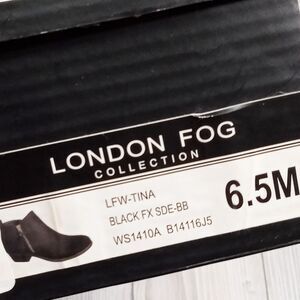 LONDON FOG
COLLECTION
LFW-TINA
BLACK FX SDE-BB
WS1410A B14116J5
6.5M